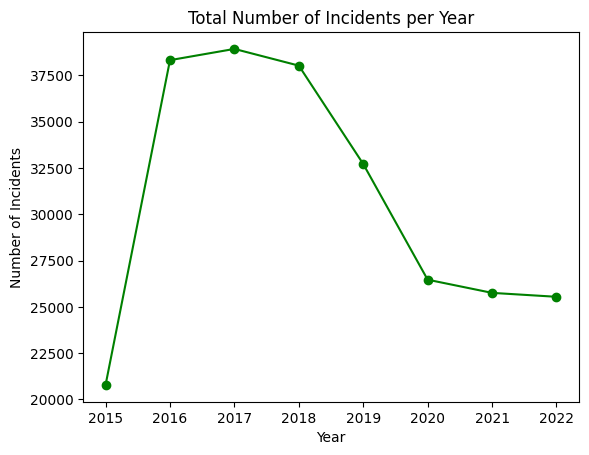 Total Number of Incidents per Year
37500
35000
32500
30000
27500
25000
22500
20000
Number of Incidents
2015 2016 2017 2018 2019 2020 2021 2022
Year